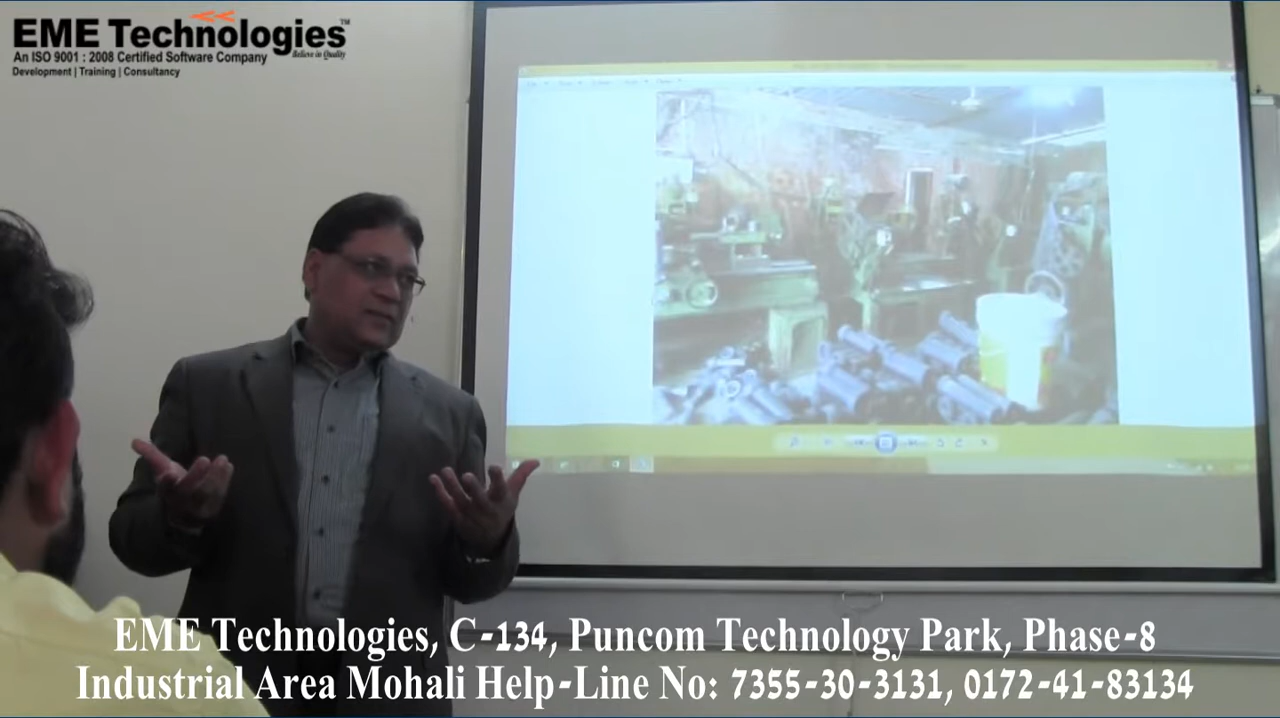 EME Technologies™
Believe in Quality
An ISO 9001 : 2008 Certified Software Company
Development | Training | Consultancy
EME Technologies, C-134, Puncom Technology Park, Phase-8
Industrial Area Mohali Help-Line No: 7355-30-3131, 0172-41-83134